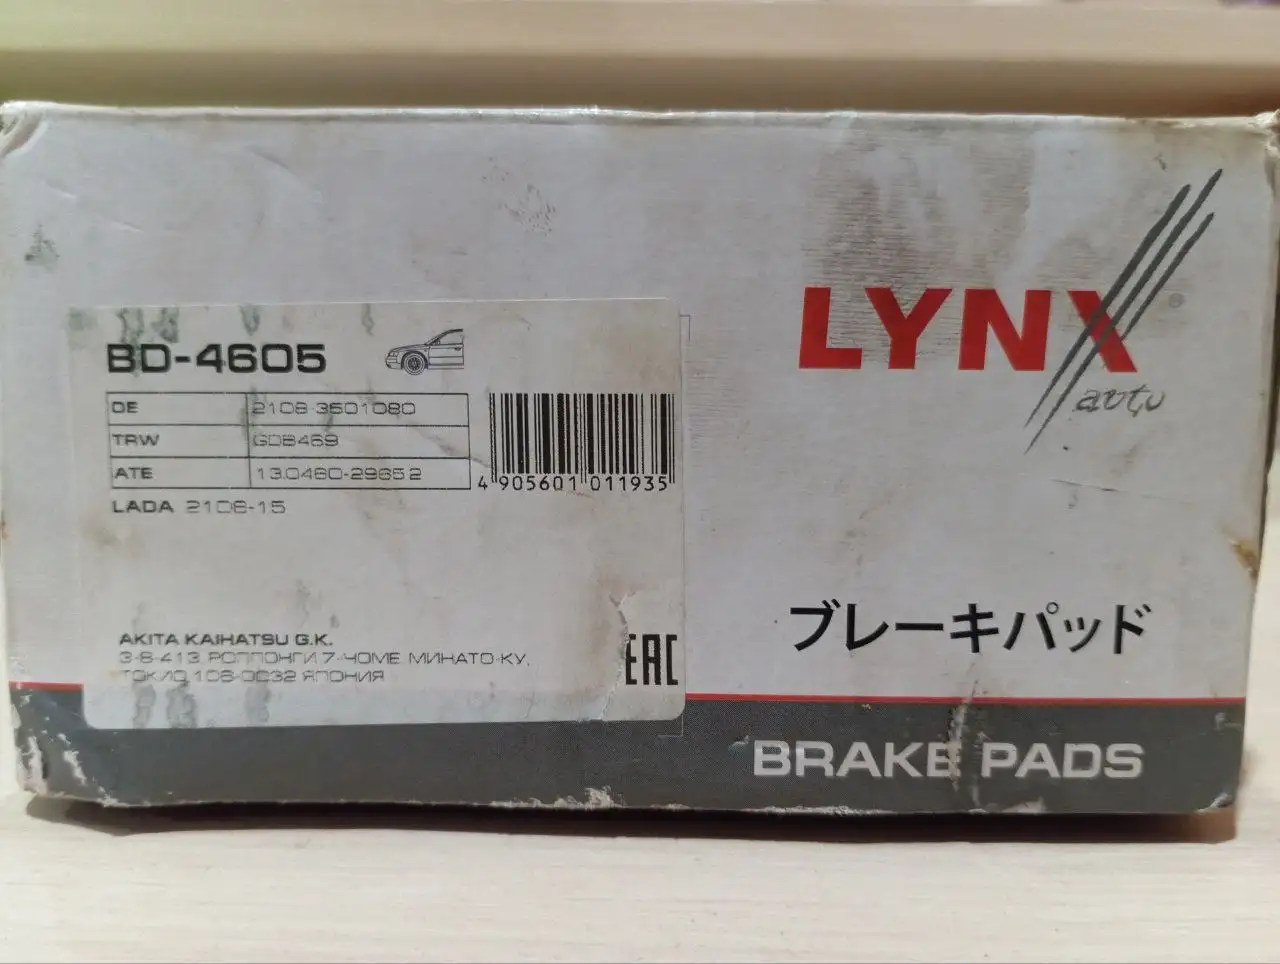 BD-4605
OE 2108-3501080
TRW GDB469
ATE 13.0460-2965.2
LADA 2108-15
4 905601 011935
AKITA KAIHATSU G.K.
3-8-413, РОППОНГИ 7-ЧОМЕ, МИНАТО-КУ,
ТОКИО, 106-0032 ЯПОНИЯ
EAC
LYNX®
auto
ブレーキパッド
BRAKE PADS